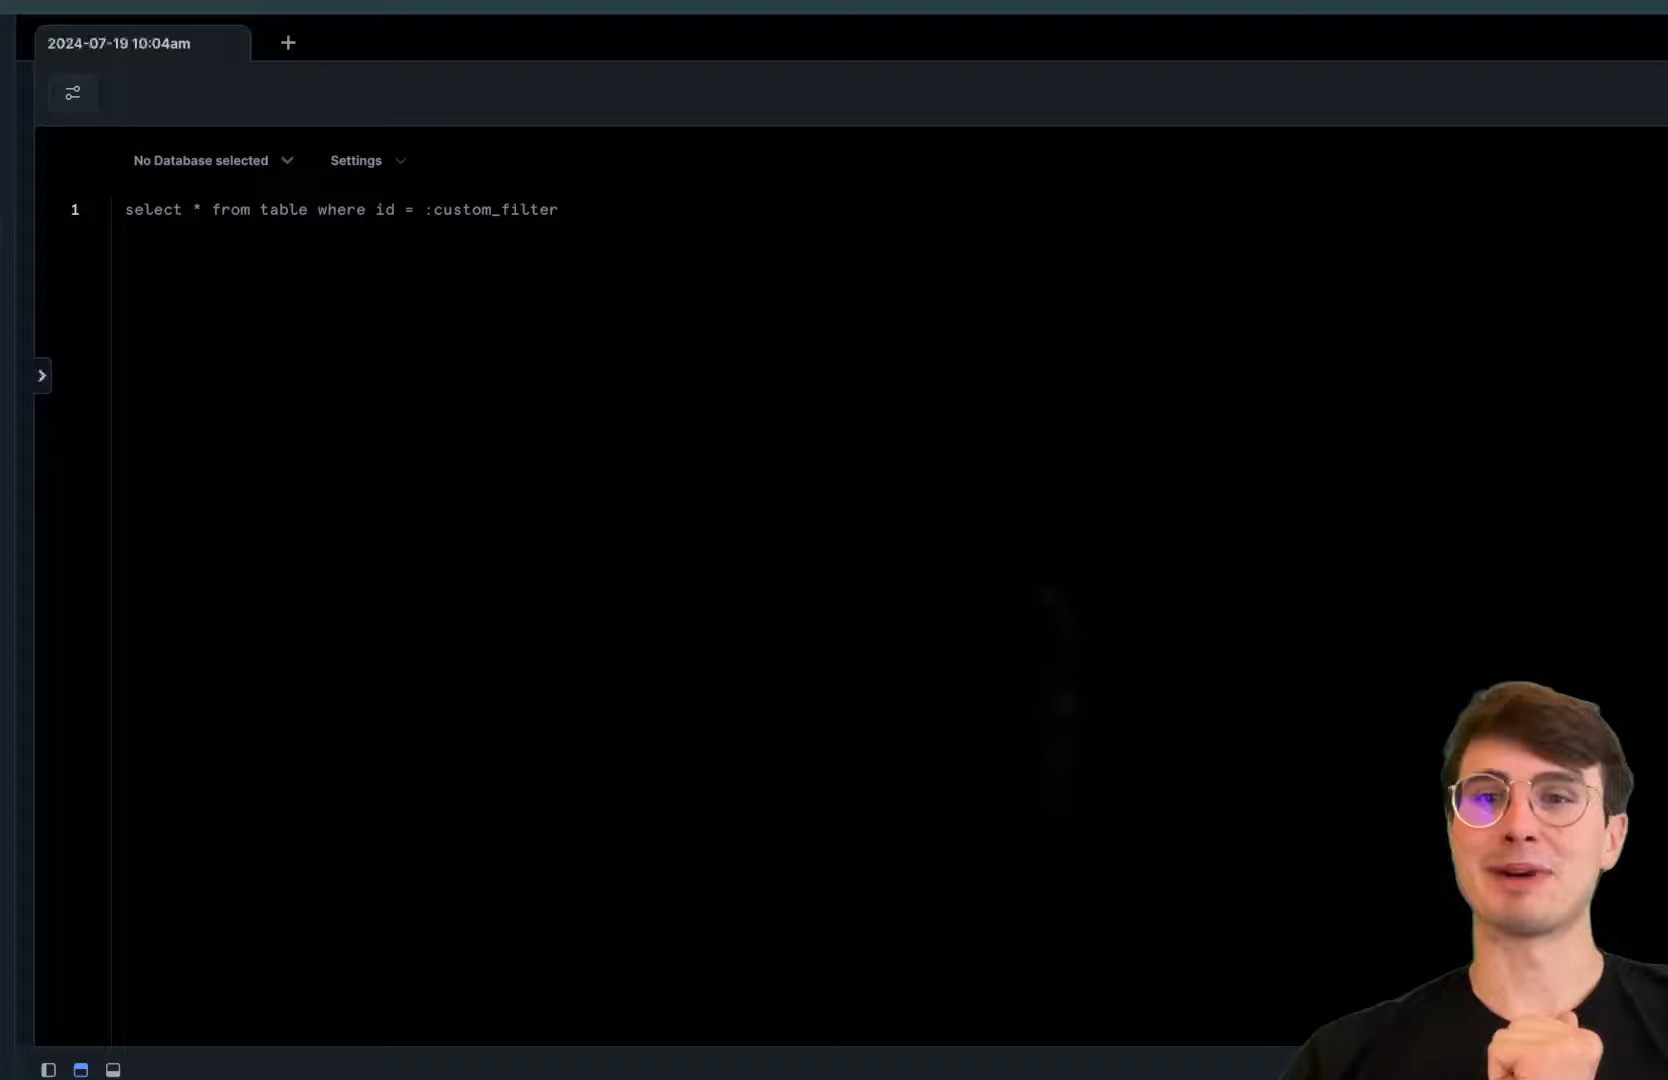 2024-07-19 10:04am
No Database selected Settings
1 select * from table where id = :custom_filter